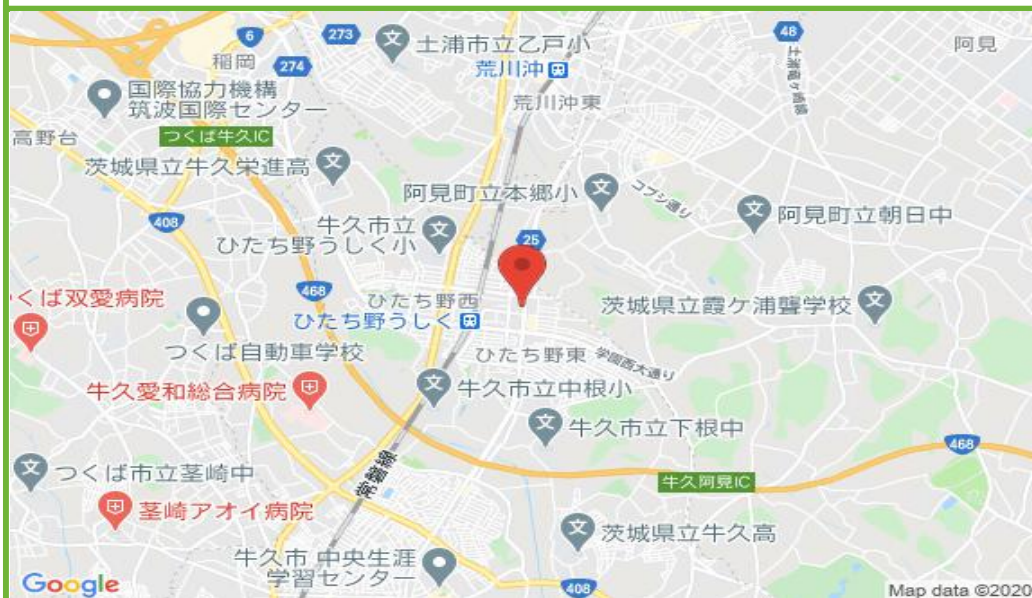 6
273
土浦市立乙戸小
48
阿見
稲岡
274
荒川沖
土浦竜ヶ崎線
国際協力機構
筑波国際センター
荒川沖東
高野台
つくば牛久IC
茨城県立牛久栄進高
阿見町立本郷小
コブシ通り
408
牛久市立
ひたち野うしく小
25
阿見町立朝日中
468
くば双愛病院
ひたち野西
茨城県立霞ケ浦聾学校
ひたち野うしく
つくば自動車学校
ひたち野東
学園西大通り
牛久愛和総合病院
牛久市立中根小
牛久市立下根中
468
つくば市立茎崎中
常磐線
牛久阿見IC
茎崎アオイ病院
茨城県立牛久高
牛久市 中央生涯
学習センター
408
Google
Map data ©2020